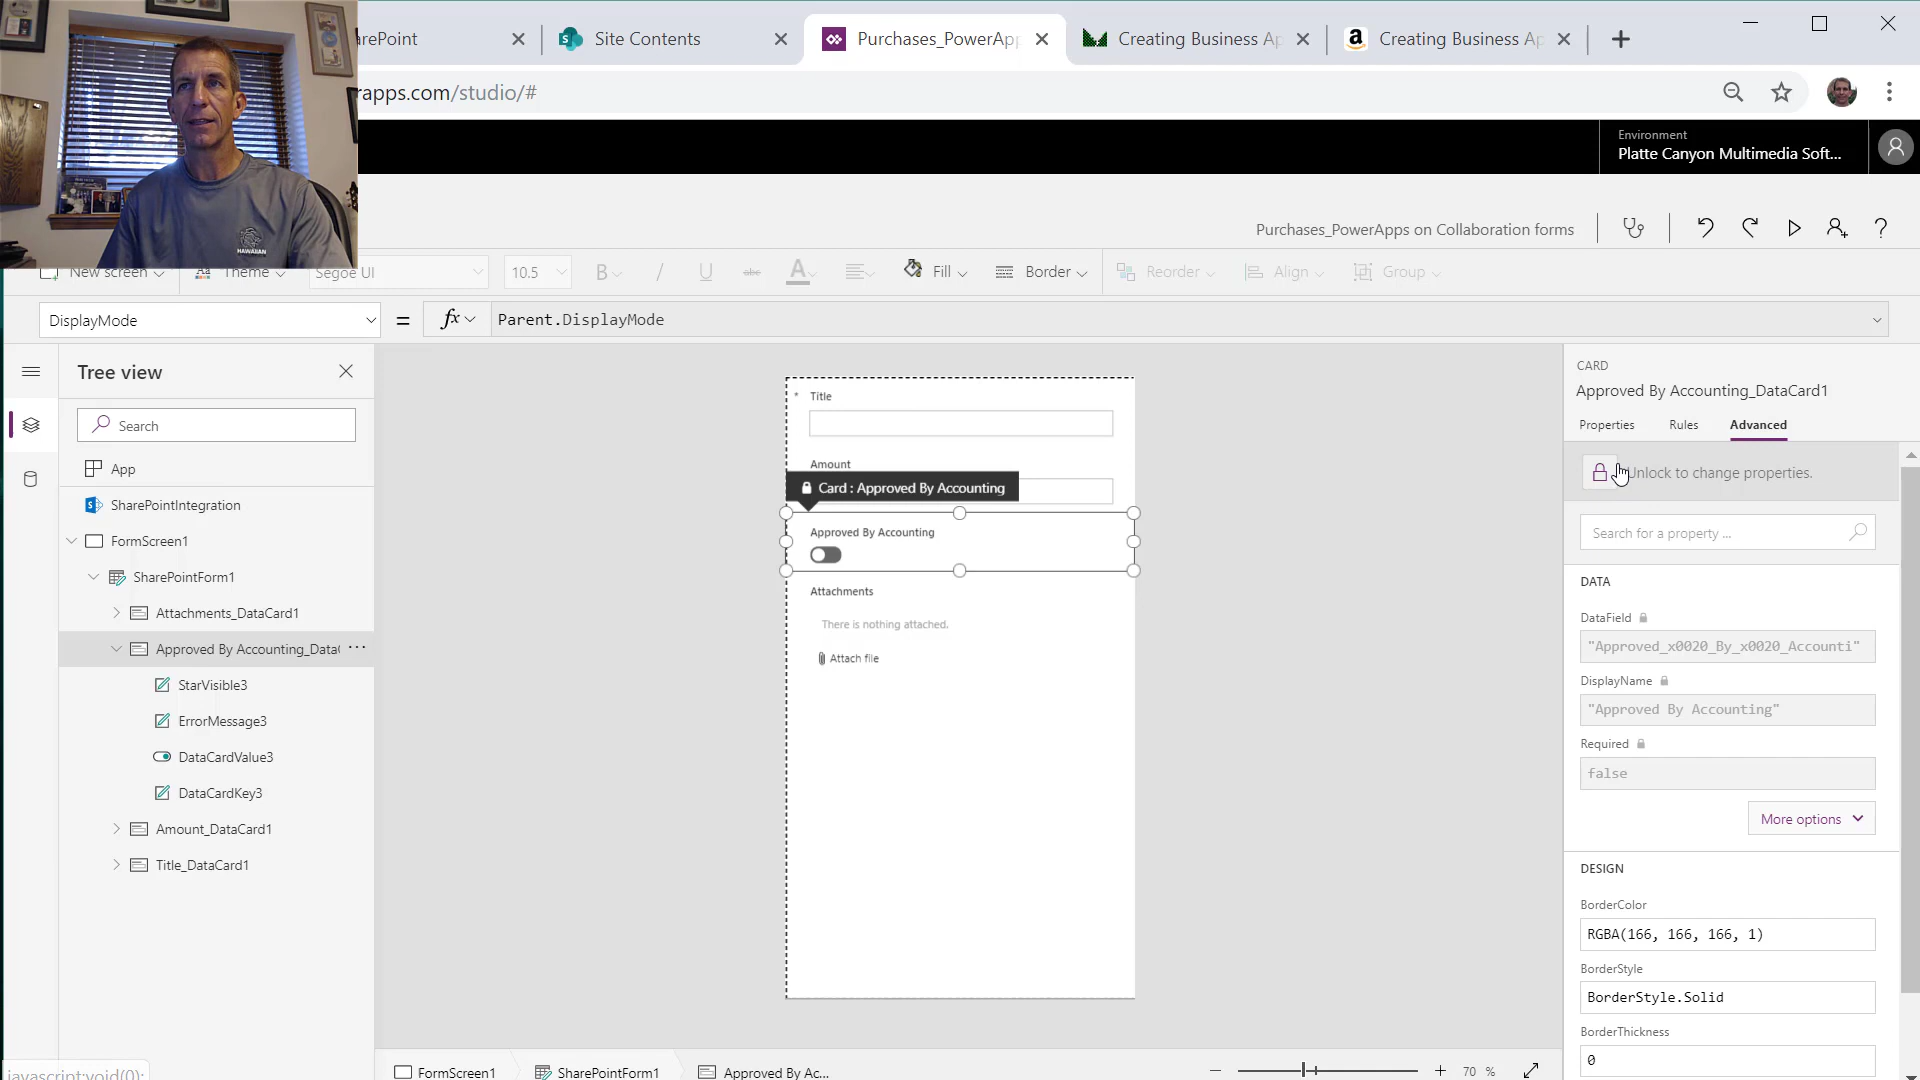 arePoint
Site Contents
Purchases_PowerApp
Creating Business Ap
Creating Business Ap
rapps.com/studio/#
Environment
Platte Canyon Multimedia Soft...
HAWAIIAN
Purchases_PowerApps on Collaboration forms
New screen
Theme
Segoe UI
10.5
B
I
U
abc
A
Fill
Border
Reorder
Align
Group
DisplayMode
=
fx
Parent.DisplayMode
Tree view
Search
App
SharePointIntegration
FormScreen1
SharePointForm1
Attachments_DataCard1
Approved By Accounting_Data(
StarVisible3
ErrorMessage3
DataCardValue3
DataCardKey3
Amount_DataCard1
Title_DataCard1
* Title
Amount
Card : Approved By Accounting
Approved By Accounting
Attachments
There is nothing attached.
Attach file
CARD
Approved By Accounting_DataCard1
Properties
Rules
Advanced
Unlock to change properties.
Search for a property ...
DATA
DataField
"Approved_x0020_By_x0020_Accounti"
DisplayName
"Approved By Accounting"
Required
false
More options
DESIGN
BorderColor
RGBA(166, 166, 166, 1)
BorderStyle
BorderStyle.Solid
BorderThickness
0
javascript:void(0);
FormScreen1
SharePointForm1
Approved By Ac...
70 %